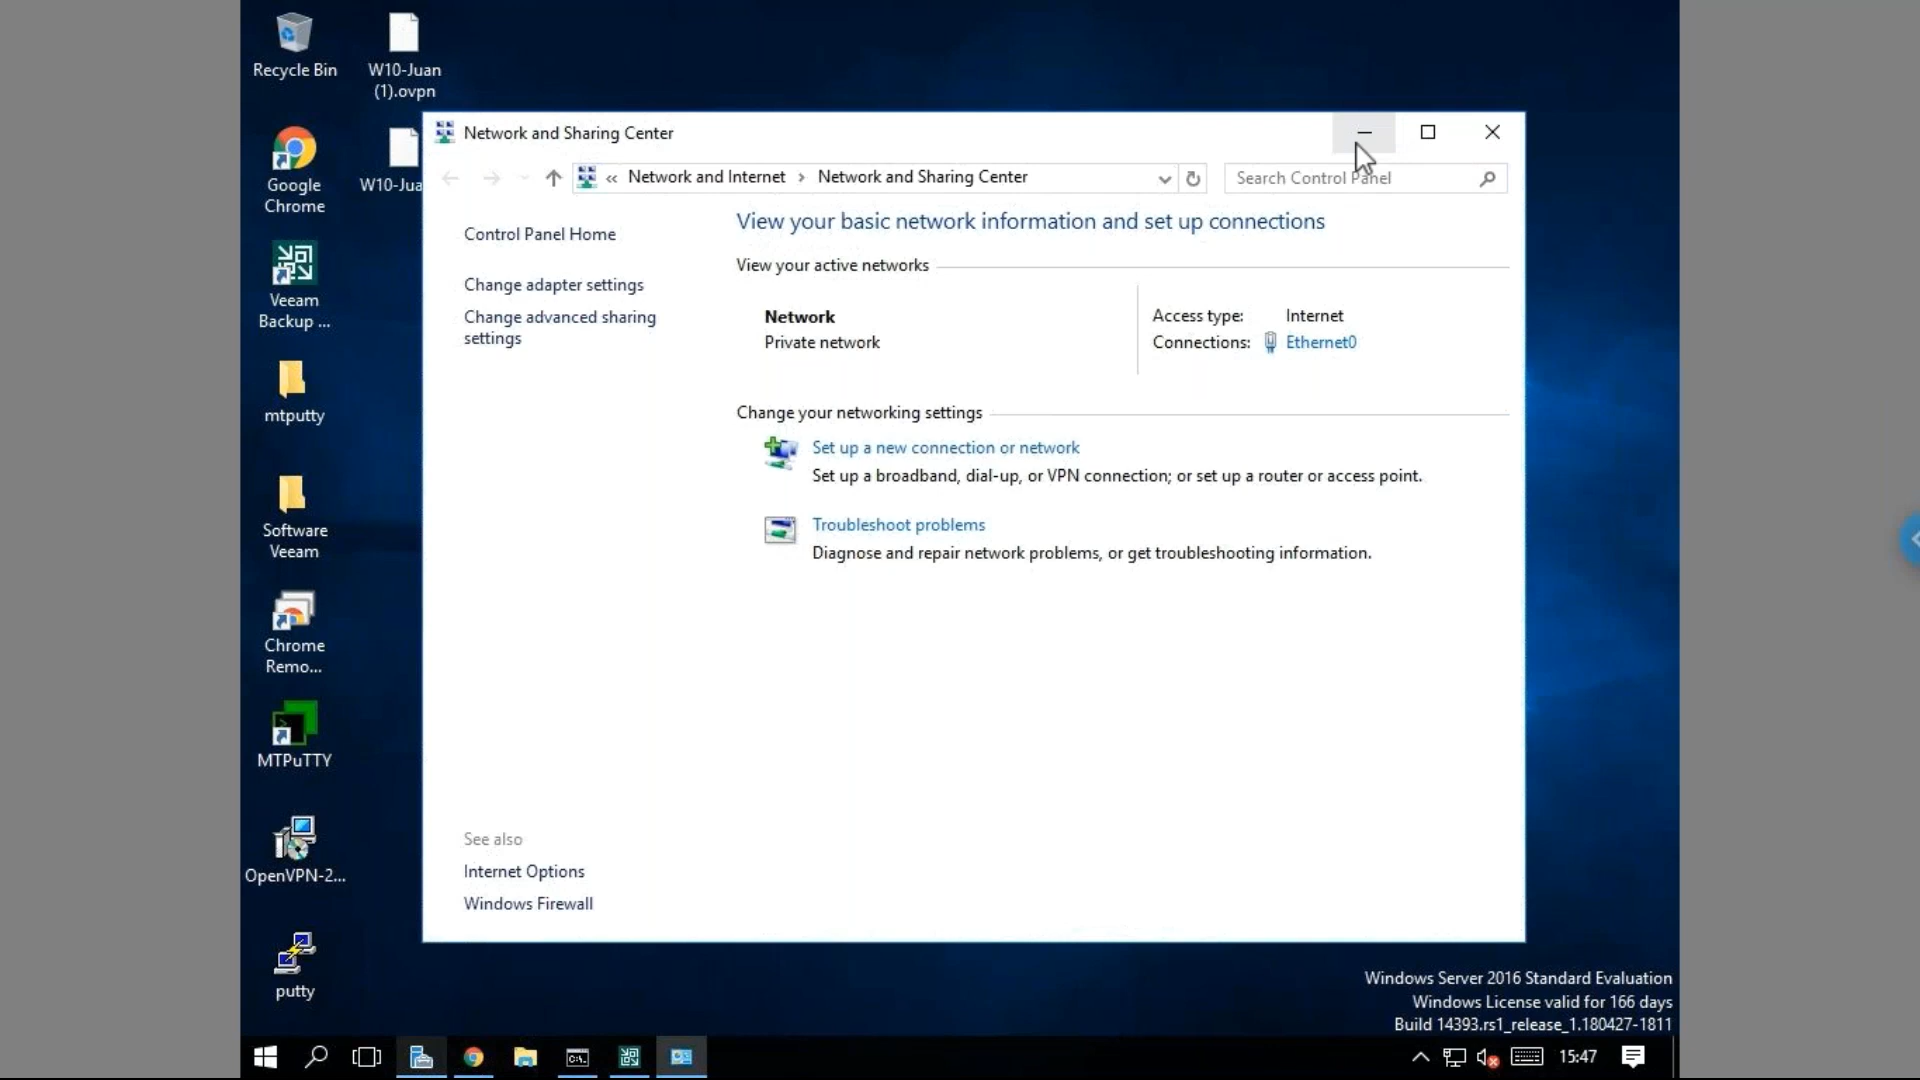 Recycle Bin
W10-Juan
(1).ovpn
Google
Chrome
W10-Jua
Veeam
Backup ...
mtputty
Software
Veeam
Chrome
Remo...
MTPuTTY
OpenVPN-2...
putty
Network and Sharing Center
« Network and Internet › Network and Sharing Center
Search Control Panel
Control Panel Home
Change adapter settings
Change advanced sharing
settings
View your basic network information and set up connections
View your active networks
Network
Private network
Access type: Internet
Connections: Ethernet0
Change your networking settings
Set up a new connection or network
Set up a broadband, dial-up, or VPN connection; or set up a router or access point.
Troubleshoot problems
Diagnose and repair network problems, or get troubleshooting information.
See also
Internet Options
Windows Firewall
Windows Server 2016 Standard Evaluation
Windows License valid for 166 days
Build 14393.rs1_release_1.180427-1811
15:47